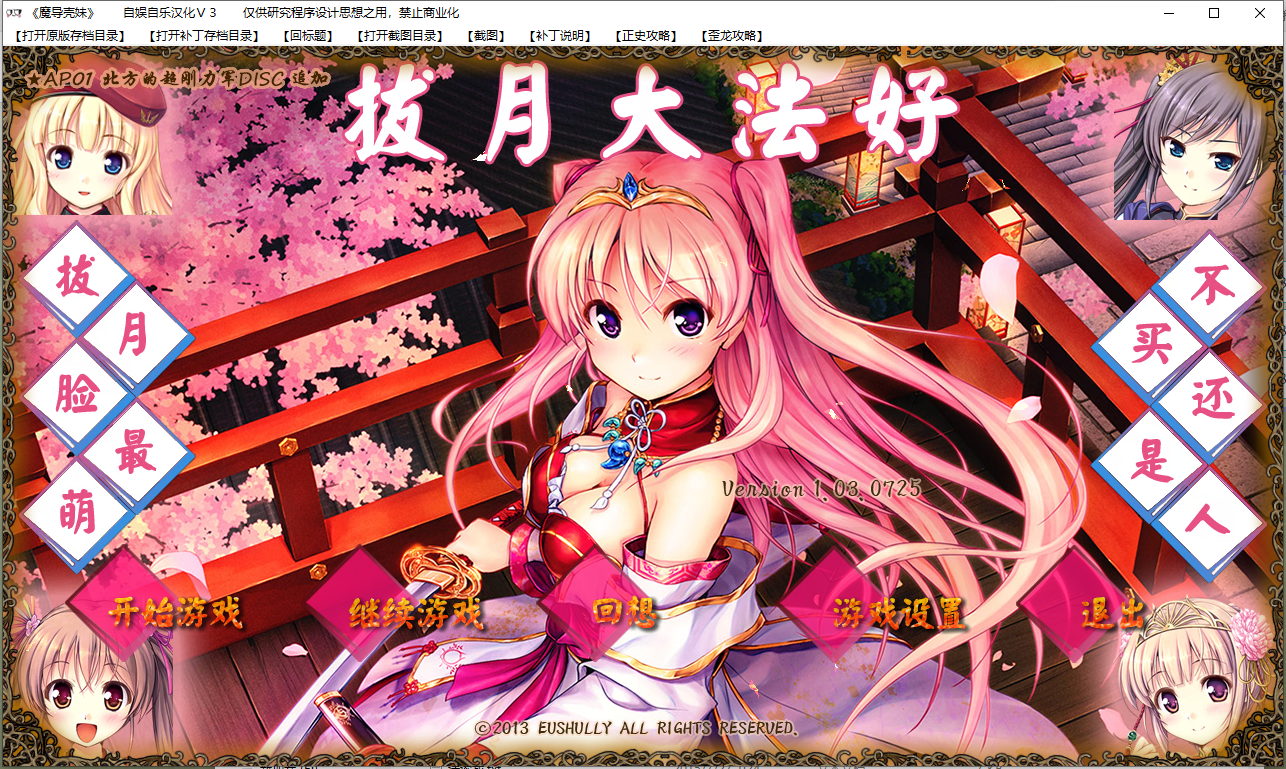 《魔导壳妹》 自娱自乐汉化V 3 仅供研究程序设计思想之用，禁止商业化
【打开原版存档目录】 【打开补丁存档目录】 【回标题】 【打开截图目录】 【截图】 【补丁说明】 【正史攻略】 【歪龙攻略】
★AP01 北方的超刚力军DISC 追加
拔月大法好
拔月脸最萌
不买还是人
Version 1.03.0725
开始游戏 继续游戏 回想 游戏设置 退出
©2013 EUSHULLY ALL RIGHTS RESERVED.